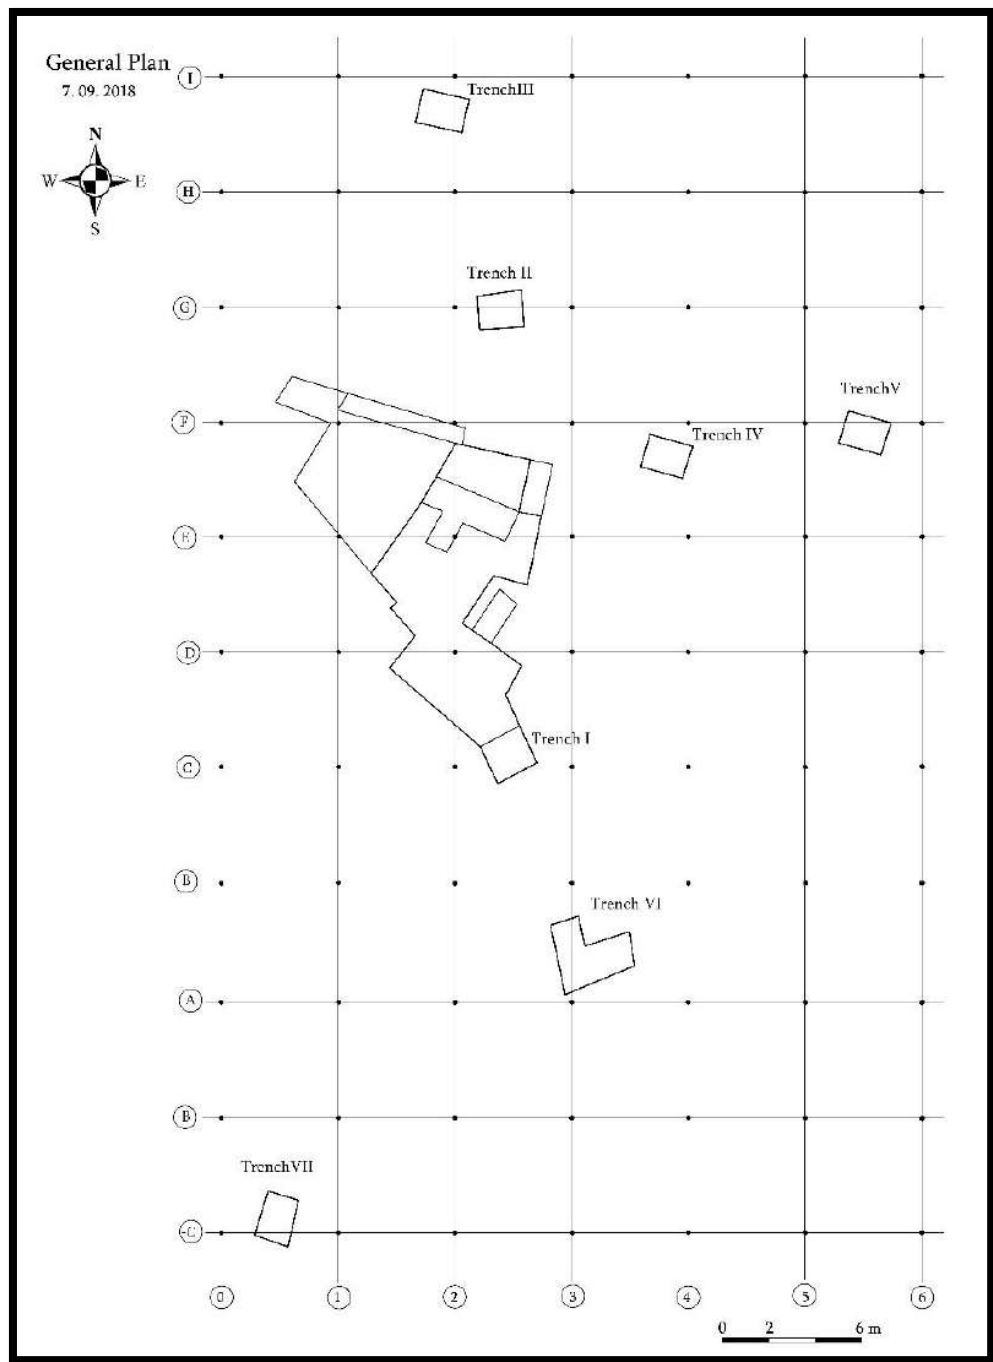 General Plan
7. 09. 2018
N
W E
S
I
TrenchIII
H
Trench II
G
TrenchV
F
Trench IV
E
D
Trench I
C
B
Trench VI
A
B
TrenchVII
-C
0 1 2 3 4 5 6
0 2 6 m